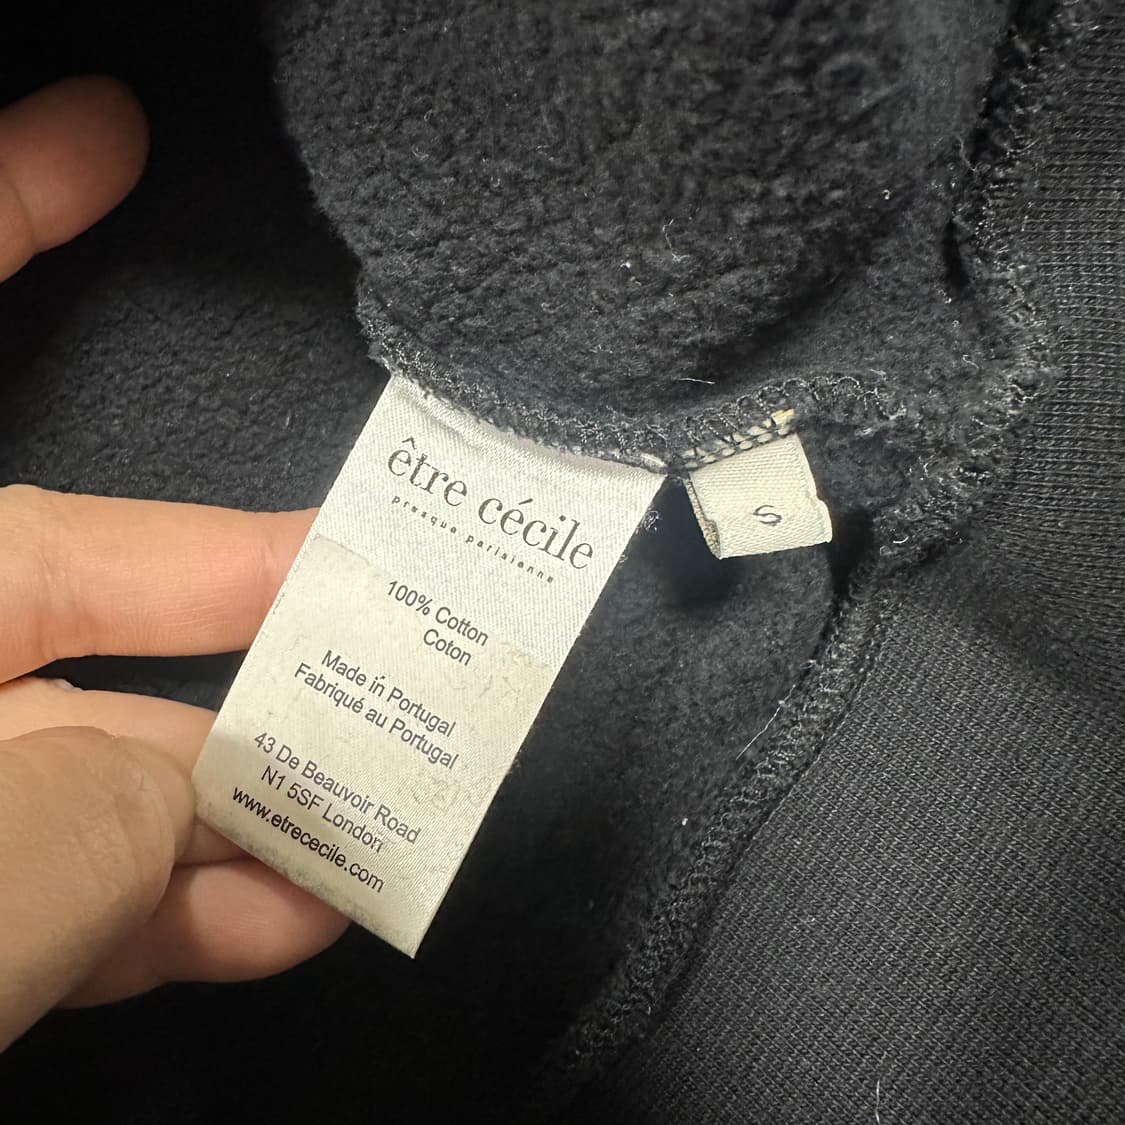 être cécile
presque parisienne
100% Cotton
Coton
Made in Portugal
Fabriqué au Portugal
43 De Beauvoir Road
N1 5SF London
www.etrececile.com
S